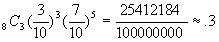 ₈C₃(3/10)³(7/10)⁵ = 25412184/100000000 ≈ .3